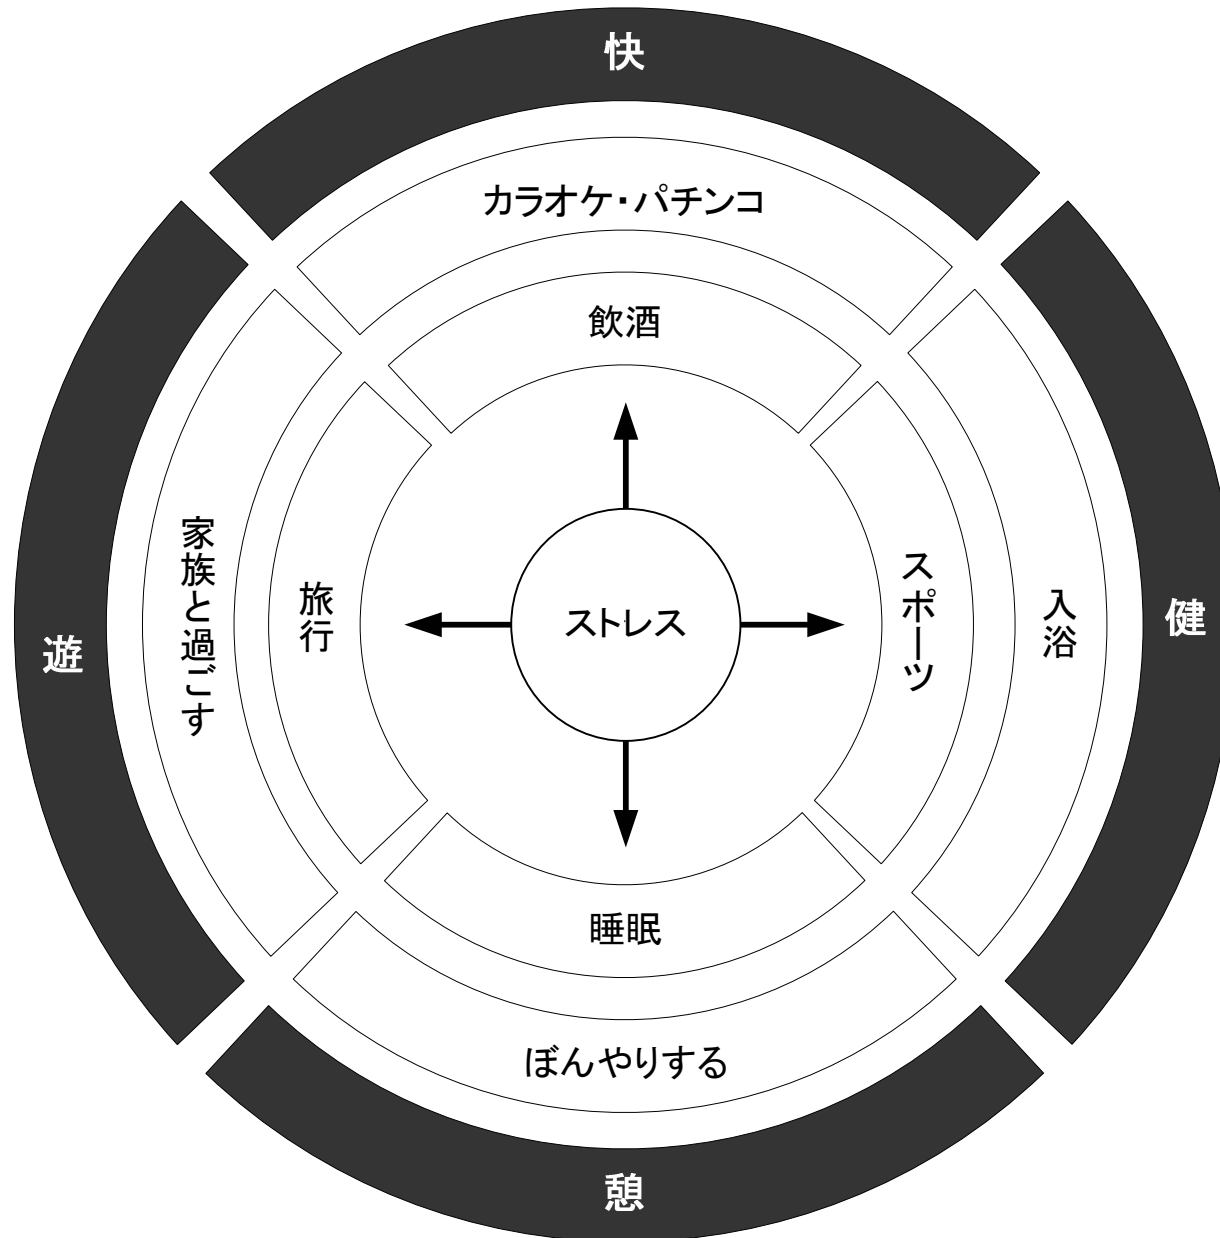 快
カラオケ・パチンコ
飲酒
遊
家族と過ごす
旅行
ストレス
スポーツ
入浴
健
睡眠
ぼんやりする
憩